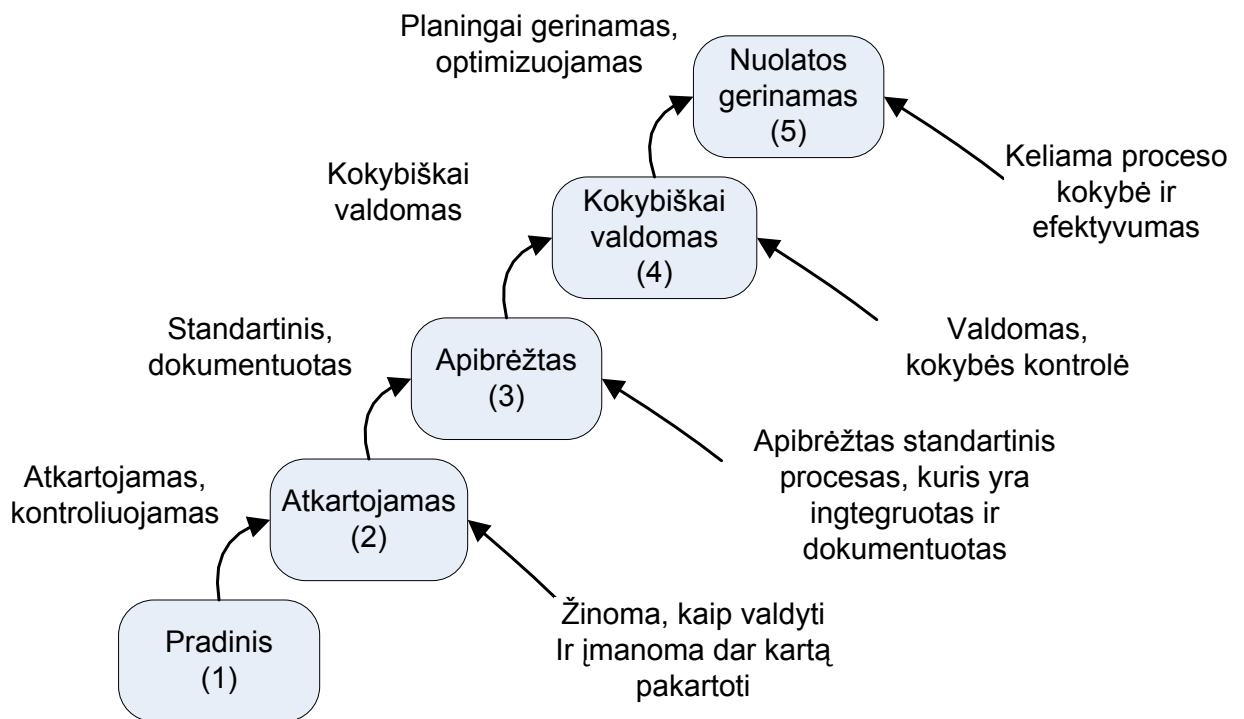 Planingai gerinamas,
optimizuojamas
Nuolatos
gerinamas
(5)
Keliama proceso
kokybė ir
efektyvumas
Kokybiškai
valdomas
Kokybiškai
valdomas
(4)
Valdomas,
kokybės kontrolė
Standartinis,
dokumentuotas
Apibrėžtas
(3)
Apibrėžtas standartinis
procesas, kuris yra
ingtegruotas ir
dokumentuotas
Atkartojamas,
kontroliuojamas
Atkartojamas
(2)
Žinoma, kaip valdyti
Ir įmanoma dar kartą
pakartoti
Pradinis
(1)